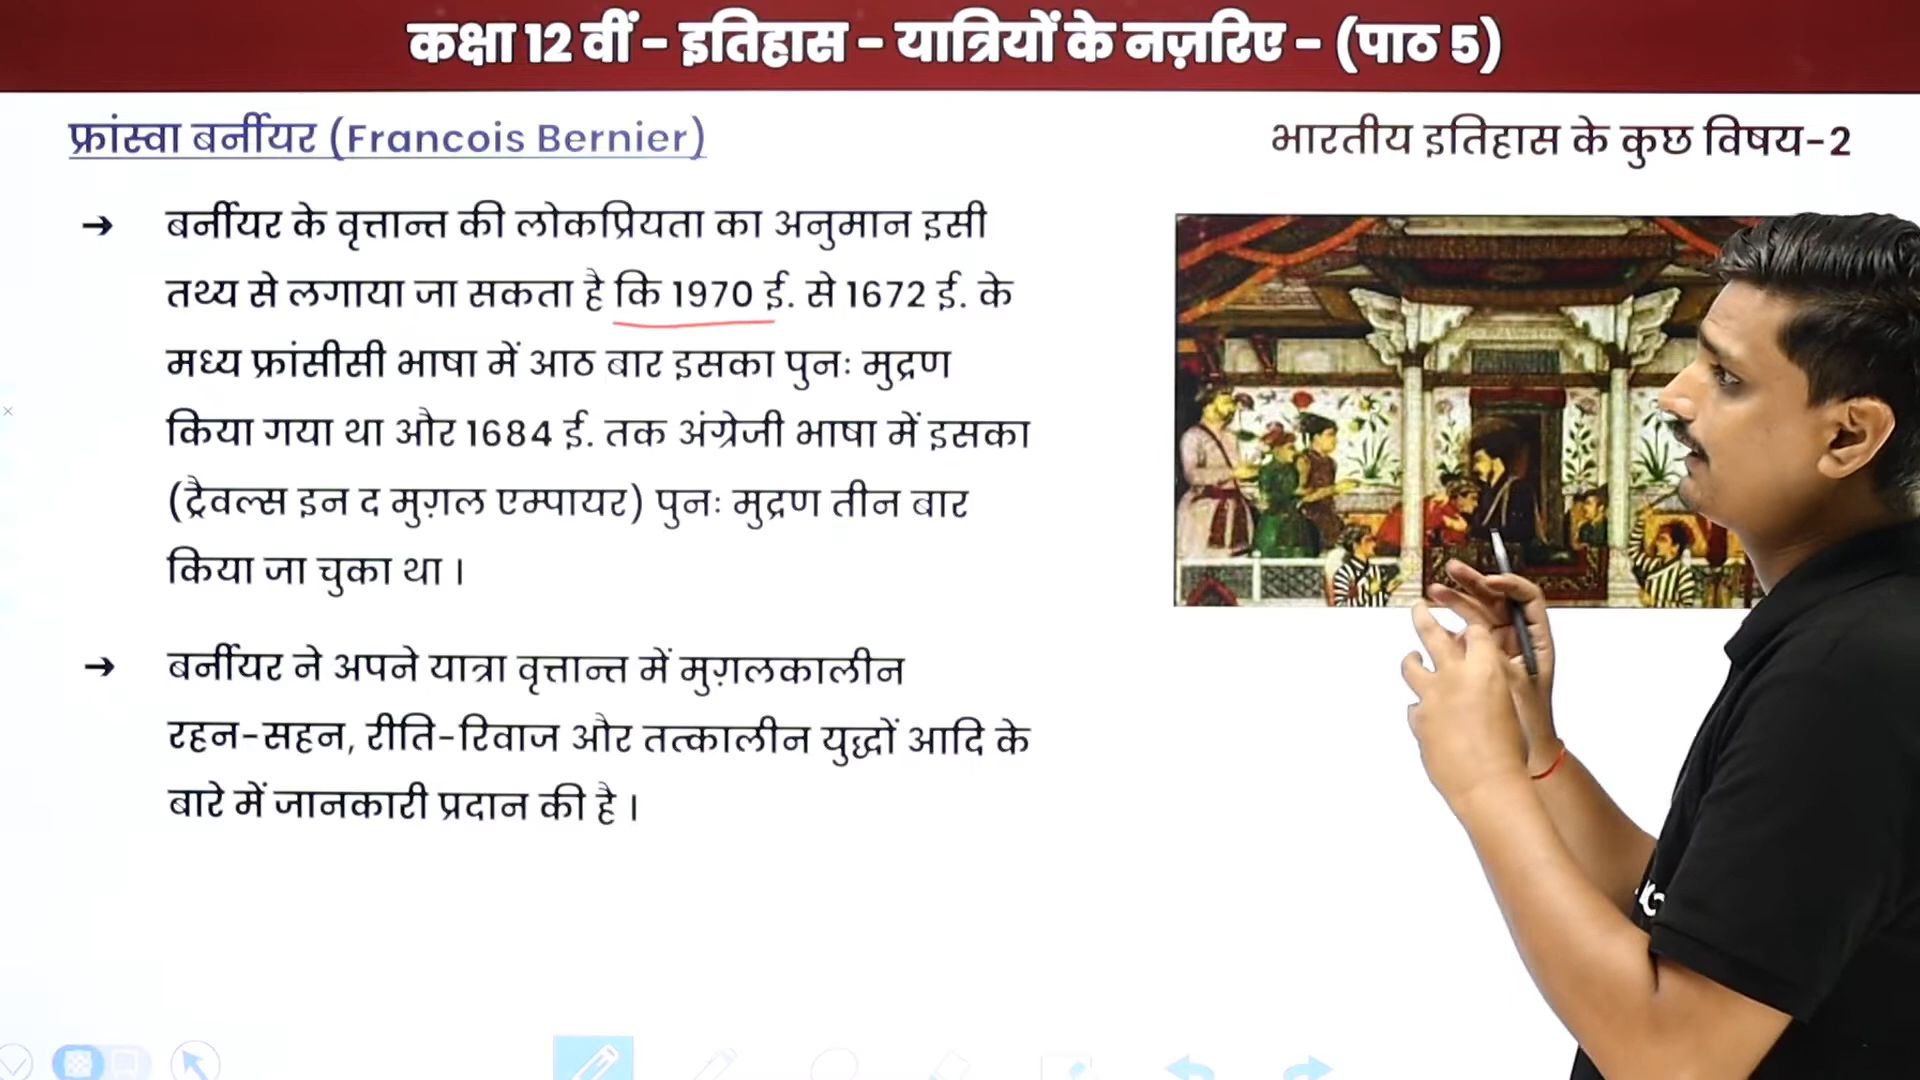 कक्षा 12 वीं - इतिहास - यात्रियों के नज़रिए - (पाठ 5)
फ्रांस्वा बर्नीयर (Francois Bernier)
भारतीय इतिहास के कुछ विषय-2
→ बर्नीयर के वृत्तान्त की लोकप्रियता का अनुमान इसी
तथ्य से लगाया जा सकता है कि 1970 ई. से 1672 ई. के
मध्य फ्रांसीसी भाषा में आठ बार इसका पुनः मुद्रण
किया गया था और 1684 ई. तक अंग्रेजी भाषा में इसका
(ट्रैवल्स इन द मुग़ल एम्पायर) पुनः मुद्रण तीन बार
किया जा चुका था।
→ बर्नीयर ने अपने यात्रा वृत्तान्त में मुग़लकालीन
रहन-सहन, रीति-रिवाज और तत्कालीन युद्धों आदि के
बारे में जानकारी प्रदान की है।